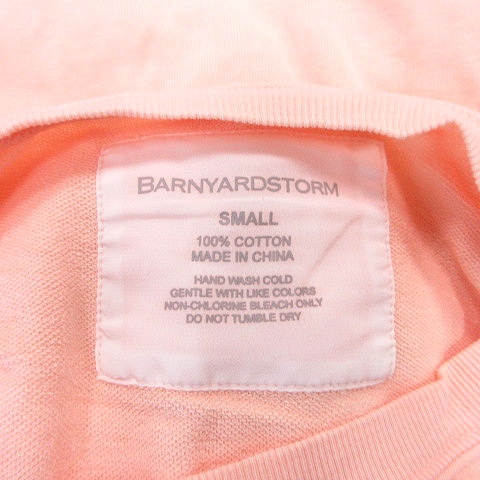 BARNYARDSTORM
SMALL
100% COTTON
MADE IN CHINA
HAND WASH COLD
GENTLE WITH LIKE COLORS
NON-CHLORINE BLEACH ONLY
DO NOT TUMBLE DRY